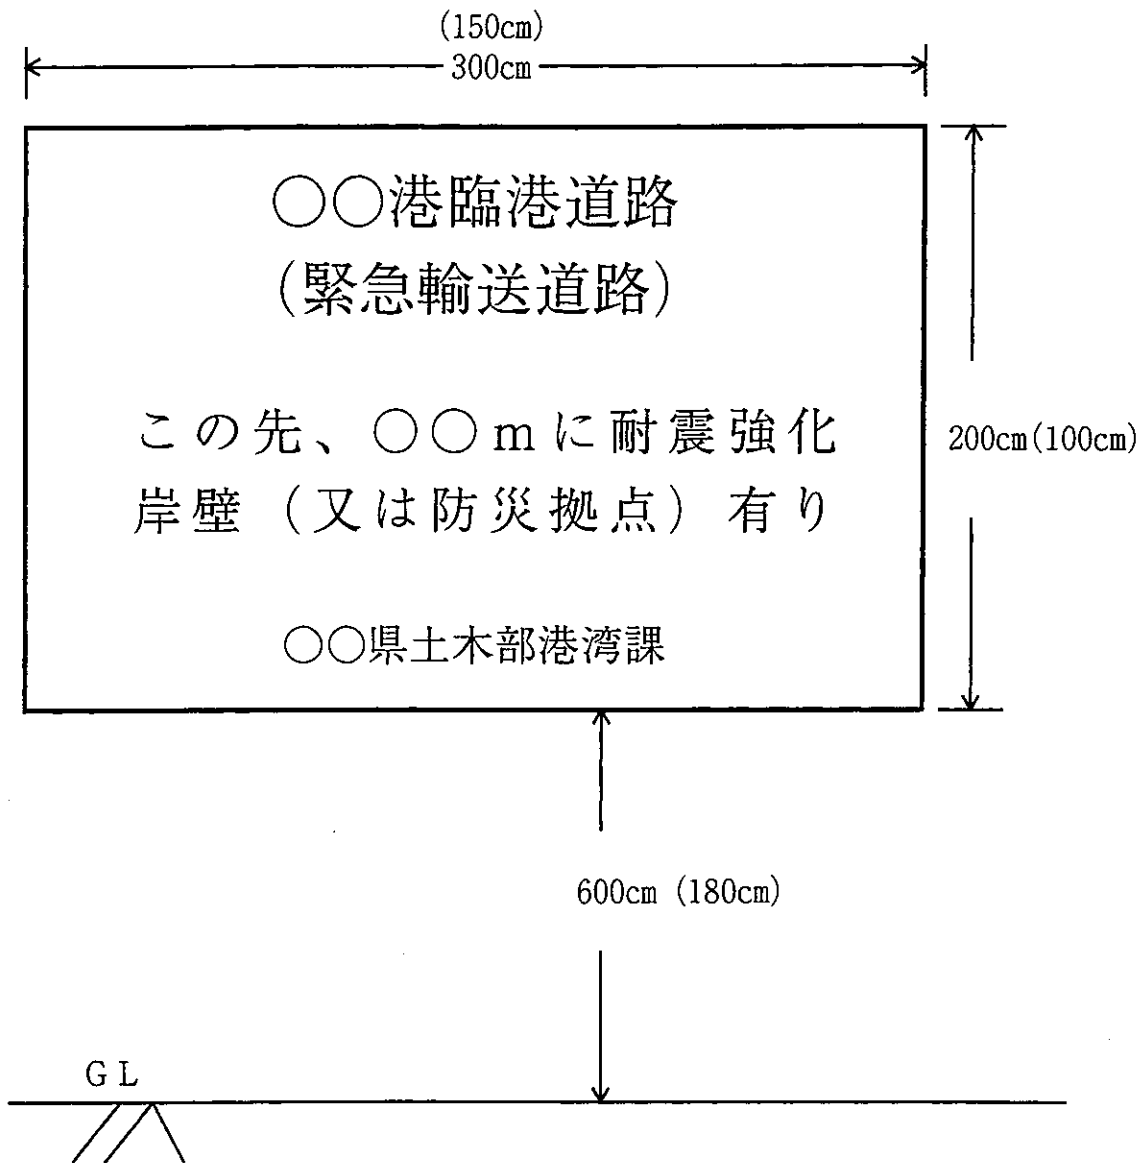 (150cm)
300cm
○○港臨港道路
(緊急輸送道路)
この先、○○mに耐震強化
岸壁（又は防災拠点）有り
○○県土木部港湾課
200cm(100cm)
600cm (180cm)
GL